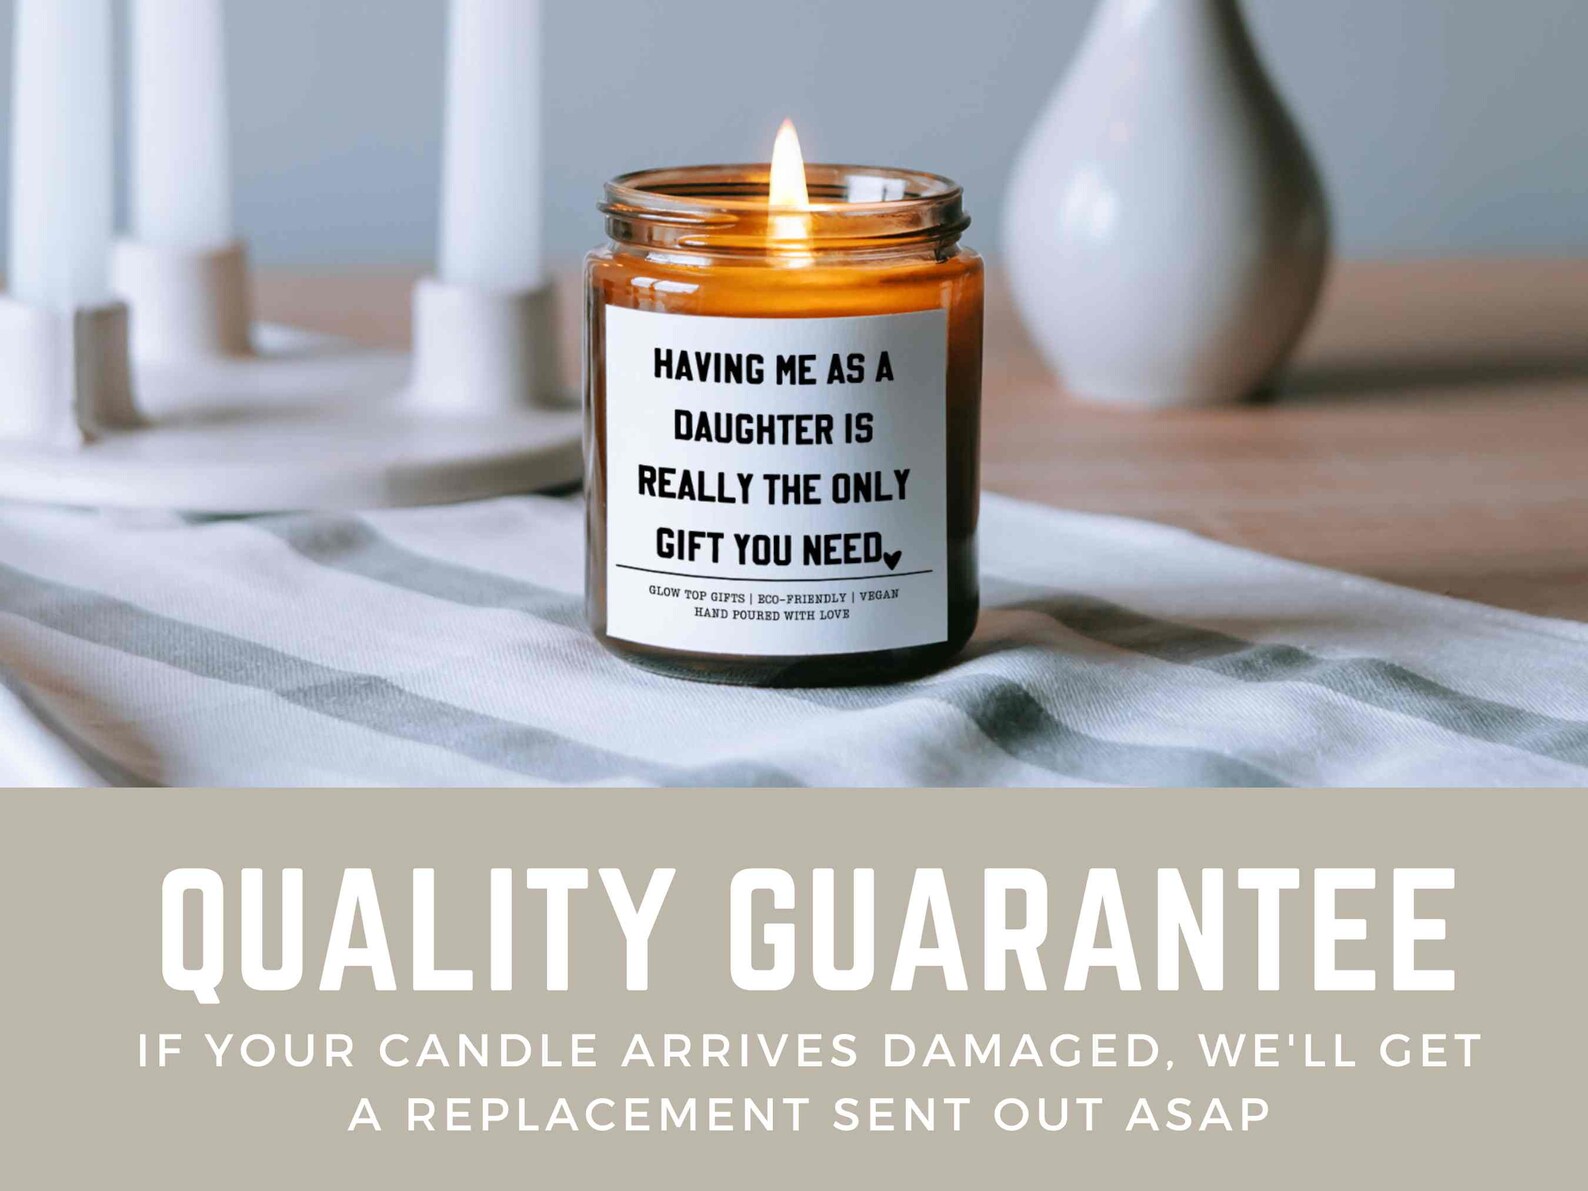 HAVING ME AS A
DAUGHTER IS
REALLY THE ONLY
GIFT YOU NEED
GLOW TOP GIFTS | ECO-FRIENDLY | VEGAN
HAND POURED WITH LOVE
QUALITY GUARANTEE
IF YOUR CANDLE ARRIVES DAMAGED, WE'LL GET
A REPLACEMENT SENT OUT ASAP